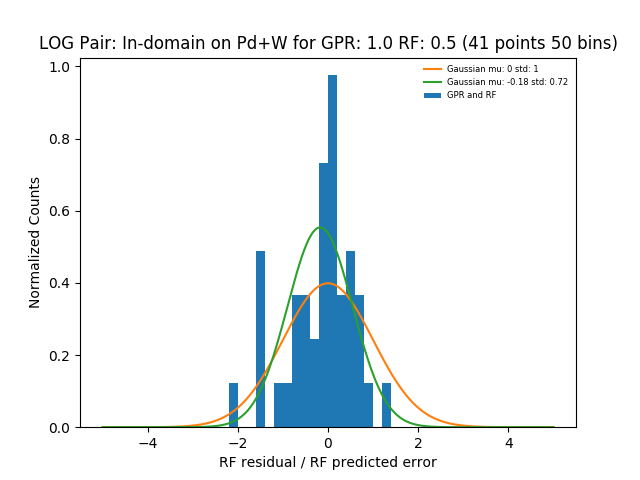 LOG Pair: In-domain on Pd+W for GPR: 1.0 RF: 0.5 (41 points 50 bins)
Gaussian mu: 0 std: 1
Gaussian mu: -0.18 std: 0.72
GPR and RF
Normalized Counts
1.0
0.8
0.6
0.4
0.2
0.0
−4 −2 0 2 4
RF residual / RF predicted error